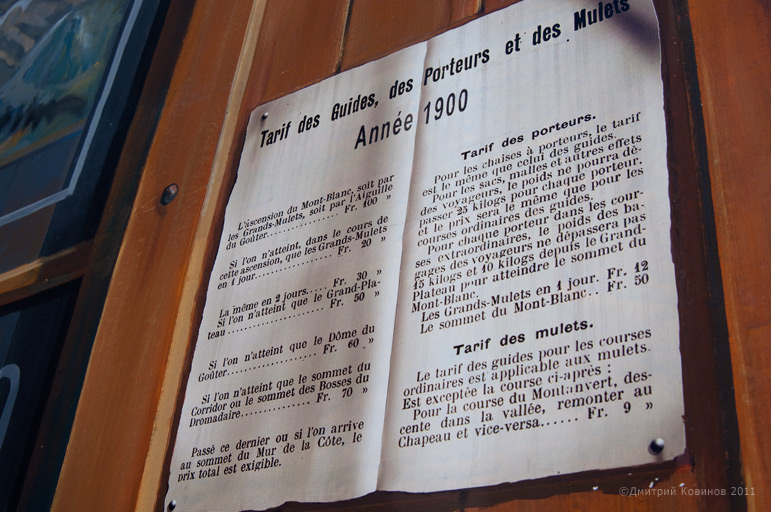 Tarif des Guides, des Porteurs et des Mulets
Année 1900
L'ascension du Mont-Blanc, soit par
les Grands-Mulets, soit par l'Aiguille
du Goûter............... Fr. 100 »
Si l'on n'atteint, dans le cours de
cette ascension, que les Grands-Mulets
en 1 jour................ Fr. 20 »
La même en 2 jours..... Fr. 30 »
Si l'on n'atteint que le Grand-Pla-
teau.................... Fr. 50 »
Si l'on n'atteint que le Dôme du
Goûter.................. Fr. 60 »
Si l'on n'atteint que le sommet du
Corridor ou le sommet des Bosses du
Dromadaire.............. Fr. 70 »
Passé ce dernier ou si l'on arrive
au sommet du Mur de la Côte, le
prix total est exigible.
Tarif des porteurs.
Pour les chaises à porteurs, le tarif
est le même que celui des guides.
Pour les sacs, malles et autres effets
des voyageurs, le poids ne pourra dé-
passer 25 kilogs pour chaque porteur.
et le prix sera le même que pour les
courses ordinaires des guides.
Pour chaque porteur dans les cour-
ses extraordinaires, le poids des ba-
gages des voyageurs ne dépassera pas
15 kilogs et 10 kilogs depuis le Grand-
Plateau pour atteindre le sommet du
Mont-Blanc.
Les Grands-Mulets en 1 jour. Fr. 12
Le sommet du Mont-Blanc.. Fr. 50
Tarif des mulets.
Le tarif des guides pour les courses
ordinaires est applicable aux mulets.
Est exceptée la course ci-après :
Pour la course du Montanvert, des-
cente dans la vallée, remonter au
Chapeau et vice-versa...... Fr. 9 »
©Дмитрий Ковинов 2011